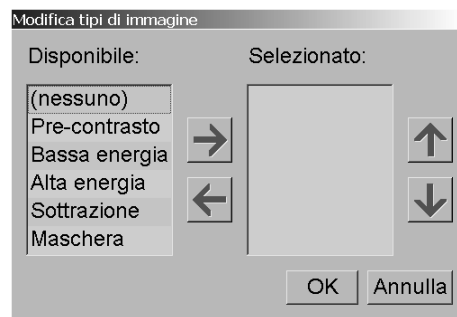 Modifica tipi di immagine
Disponibile:
Selezionato:
(nessuno)
Pre-contrasto
Bassa energia
Alta energia
Sottrazione
Maschera
OK
Annulla